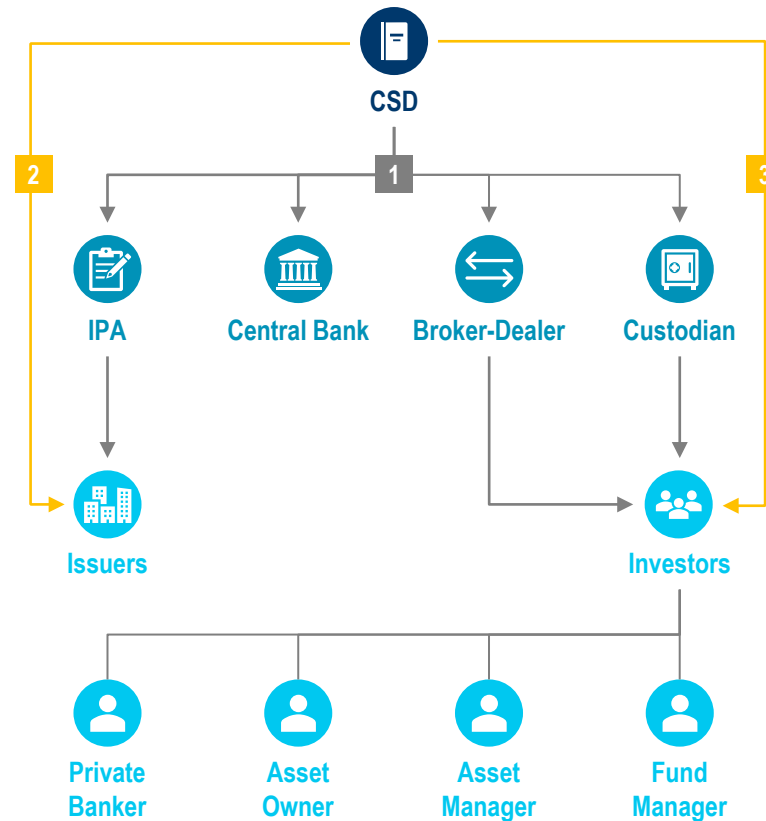 CSD
2
1
3
IPA
Central Bank
Broker-Dealer
Custodian
Issuers
Investors
Private
Banker
Asset
Owner
Asset
Manager
Fund
Manager